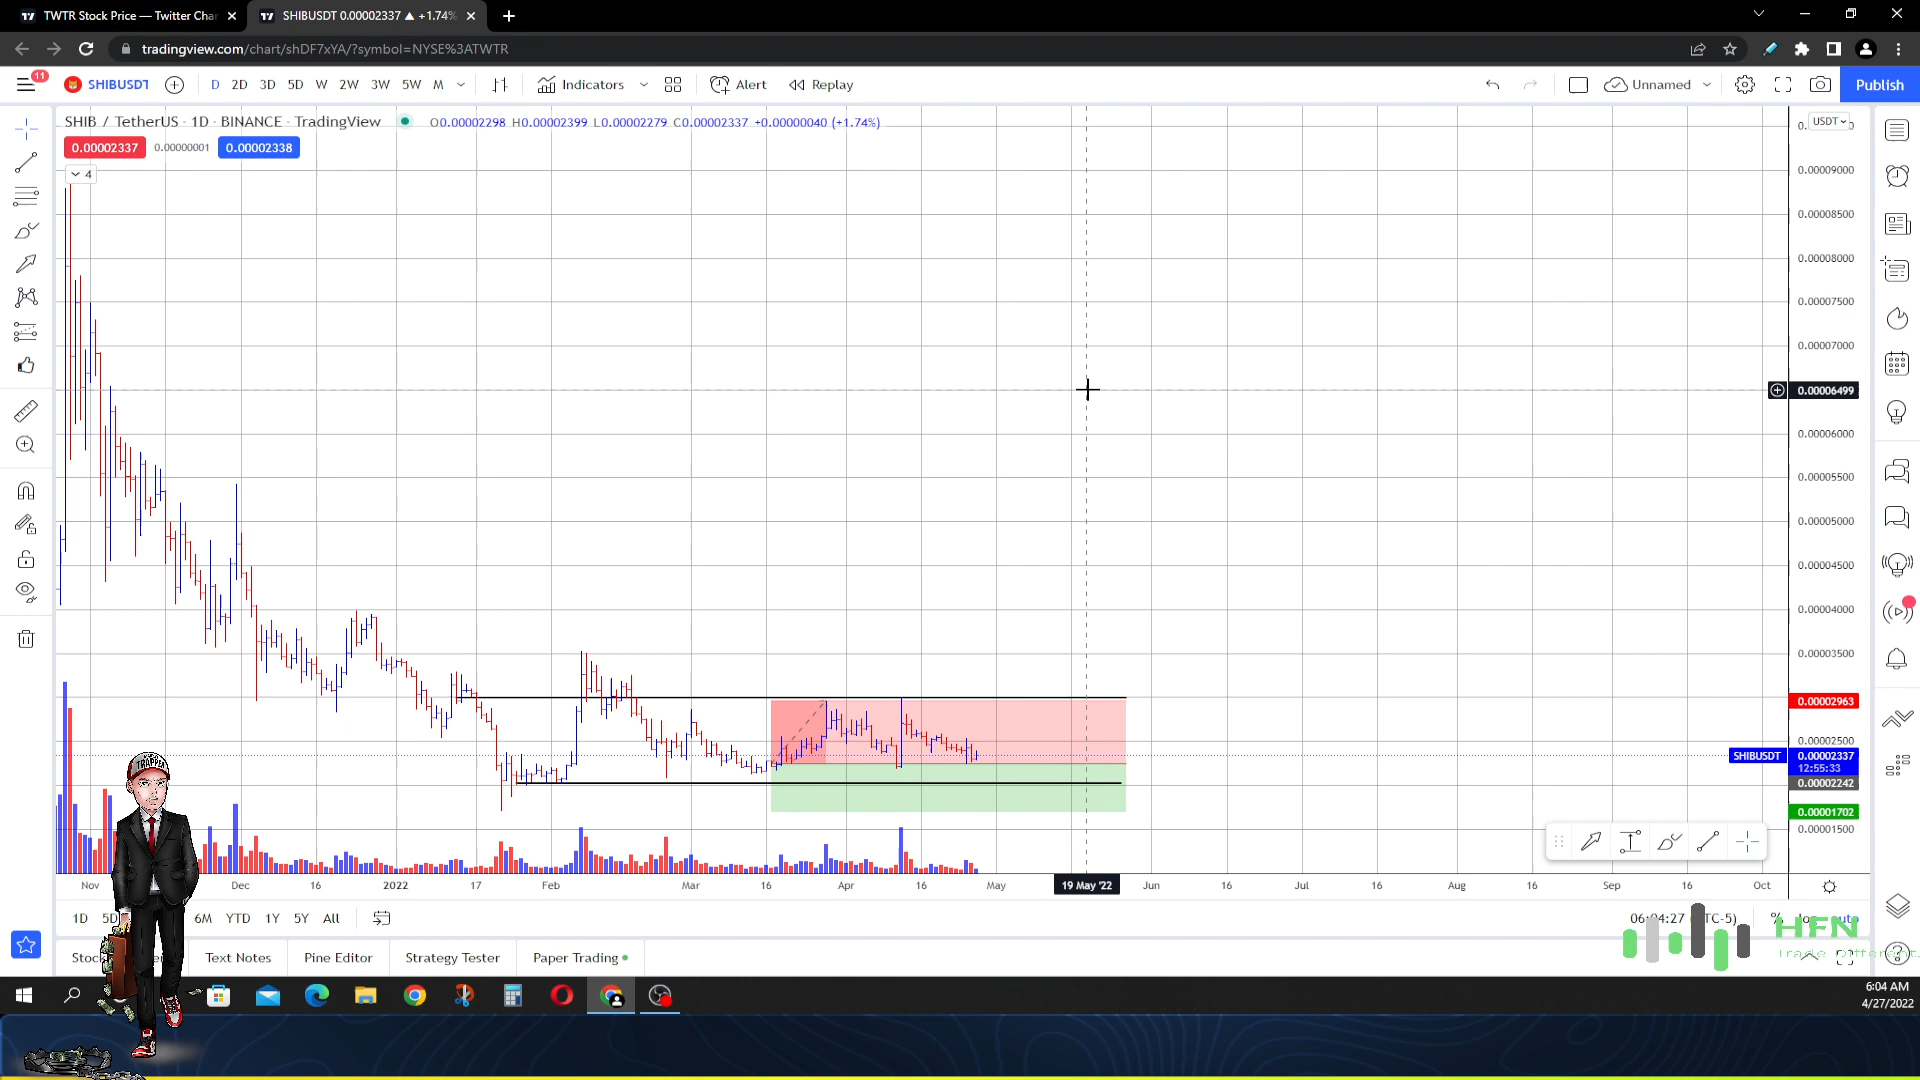 TWTR Stock Price — Twitter Cha
SHIBUSDT 0.00002337 ▲ +1.74%
tradingview.com/chart/shDF7xYA/?symbol=NYSE%3ATWTR
11
SHIBUSDT
D 2D 3D 5D W 2W 3W 5W M
Indicators
Alert
Replay
Unnamed
Publish
SHIB / TetherUS · 1D · BINANCE · TradingView
O0.00002298 H0.00002399 L0.00002279 C0.00002337 +0.00000040 (+1.74%)
USDT
0.00002337
0.00000001
0.00002338
4
0.00009000
0.00008500
0.00008000
0.00007500
0.00007000
0.00006499
0.00006000
0.00005500
0.00005000
0.00004500
0.00004000
0.00003500
0.00002963
0.00002500
SHIBUSDT
0.00002337
12:55:33
0.00002242
0.00001702
0.00001500
TRAPPER
Nov Dec 16 2022 17 Feb Mar 16 Apr 16 May 19 May '22 Jun 16 Jul 16 Aug 16 Sep 16 Oct
1D 6M YTD 1Y 5Y All
%
HFN
Trade Different.
Text Notes
Pine Editor
Strategy Tester
Paper Trading
6:04 AM
4/27/2022